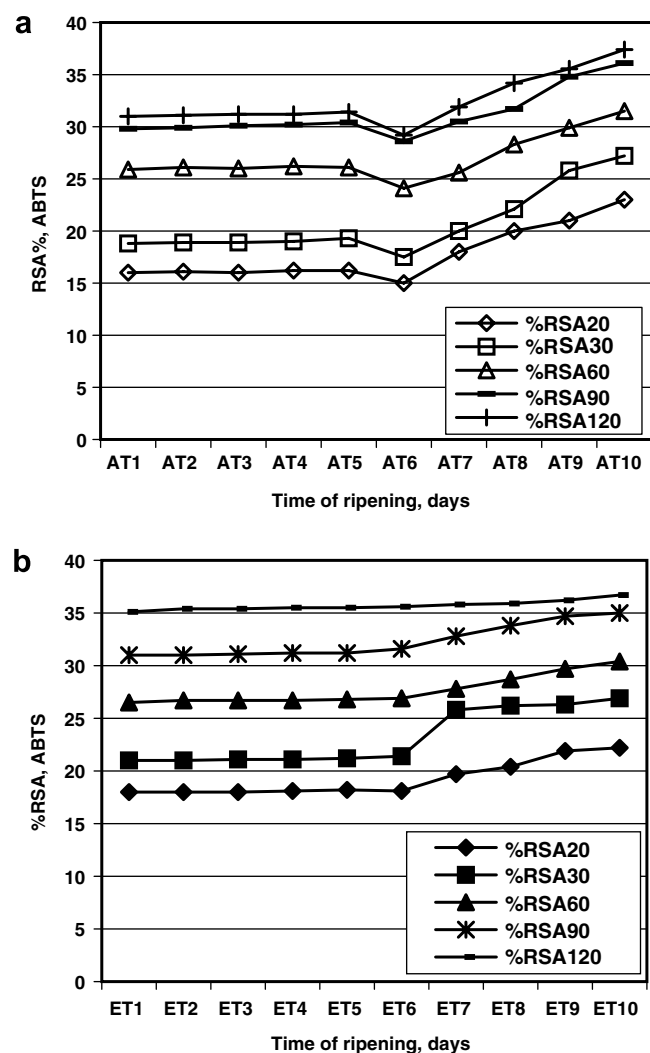 a
40
35
30
25
20
15
10
5
0
RSA%, ABTS
%RSA20
%RSA30
%RSA60
%RSA90
%RSA120
AT1 AT2 AT3 AT4 AT5 AT6 AT7 AT8 AT9 AT10
Time of ripening, days
b
40
35
30
25
20
15
10
5
0
%RSA, ABTS
%RSA20
%RSA30
%RSA60
%RSA90
%RSA120
ET1 ET2 ET3 ET4 ET5 ET6 ET7 ET8 ET9 ET10
Time of ripening, days